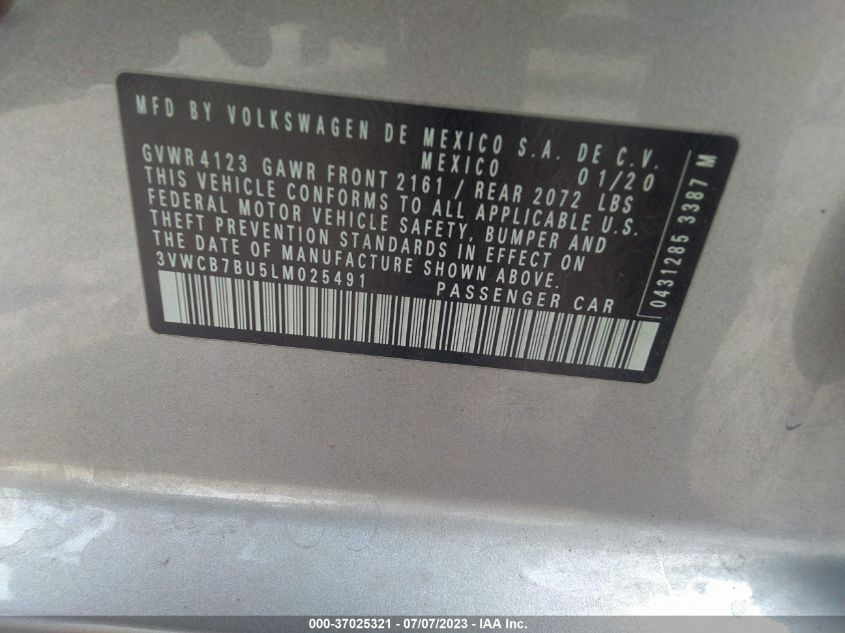 MFD BY VOLKSWAGEN DE MEXICO S.A. DE C.V.
MEXICO 01/20
GVWR 4123 GAWR FRONT 2161 / REAR 2072 LBS
THIS VEHICLE CONFORMS TO ALL APPLICABLE U.S.
FEDERAL MOTOR VEHICLE SAFETY, BUMPER AND
THEFT PREVENTION STANDARDS IN EFFECT ON
THE DATE OF MANUFACTURE SHOWN ABOVE.
3VWCB7BU5LM025491 PASSENGER CAR
0431285 3387 M
000-37025321 - 07/07/2023 - IAA Inc.